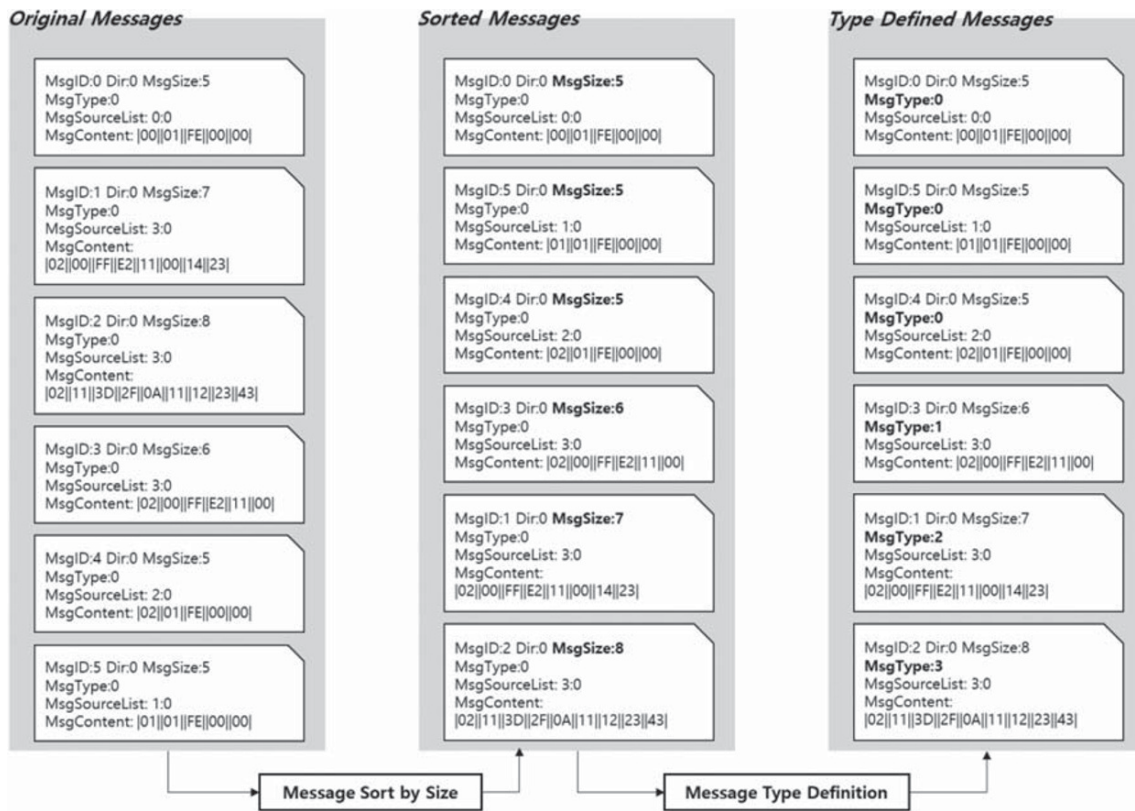 Original Messages
MsgID:0 Dir:0 MsgSize:5
MsgType:0
MsgSourceList: 0:0
MsgContent: |00||01||FE||00||00|
MsgID:1 Dir:0 MsgSize:7
MsgType:0
MsgSourceList: 3:0
MsgContent:
|02||00||FF||E2||11||00||14||23|
MsgID:2 Dir:0 MsgSize:8
MsgType:0
MsgSourceList: 3:0
MsgContent:
|02||11||3D||2F||0A||11||12||23||43|
MsgID:3 Dir:0 MsgSize:6
MsgType:0
MsgSourceList: 3:0
MsgContent: |02||00||FF||E2||11||00|
MsgID:4 Dir:0 MsgSize:5
MsgType:0
MsgSourceList: 2:0
MsgContent: |02||01||FE||00||00|
MsgID:5 Dir:0 MsgSize:5
MsgType:0
MsgSourceList: 1:0
MsgContent: |01||01||FE||00||00|
Sorted Messages
MsgID:0 Dir:0 MsgSize:5
MsgType:0
MsgSourceList: 0:0
MsgContent: |00||01||FE||00||00|
MsgID:5 Dir:0 MsgSize:5
MsgType:0
MsgSourceList: 1:0
MsgContent: |01||01||FE||00||00|
MsgID:4 Dir:0 MsgSize:5
MsgType:0
MsgSourceList: 2:0
MsgContent: |02||01||FE||00||00|
MsgID:3 Dir:0 MsgSize:6
MsgType:0
MsgSourceList: 3:0
MsgContent: |02||00||FF||E2||11||00|
MsgID:1 Dir:0 MsgSize:7
MsgType:0
MsgSourceList: 3:0
MsgContent:
|02||00||FF||E2||11||00||14||23|
MsgID:2 Dir:0 MsgSize:8
MsgType:0
MsgSourceList: 3:0
MsgContent:
|02||11||3D||2F||0A||11||12||23||43|
Type Defined Messages
MsgID:0 Dir:0 MsgSize:5
MsgType:0
MsgSourceList: 0:0
MsgContent: |00||01||FE||00||00|
MsgID:5 Dir:0 MsgSize:5
MsgType:0
MsgSourceList: 1:0
MsgContent: |01||01||FE||00||00|
MsgID:4 Dir:0 MsgSize:5
MsgType:0
MsgSourceList: 2:0
MsgContent: |02||01||FE||00||00|
MsgID:3 Dir:0 MsgSize:6
MsgType:1
MsgSourceList: 3:0
MsgContent: |02||00||FF||E2||11||00|
MsgID:1 Dir:0 MsgSize:7
MsgType:2
MsgSourceList: 3:0
MsgContent:
|02||00||FF||E2||11||00||14||23|
MsgID:2 Dir:0 MsgSize:8
MsgType:3
MsgSourceList: 3:0
MsgContent:
|02||11||3D||2F||0A||11||12||23||43|
Message Sort by Size
Message Type Definition